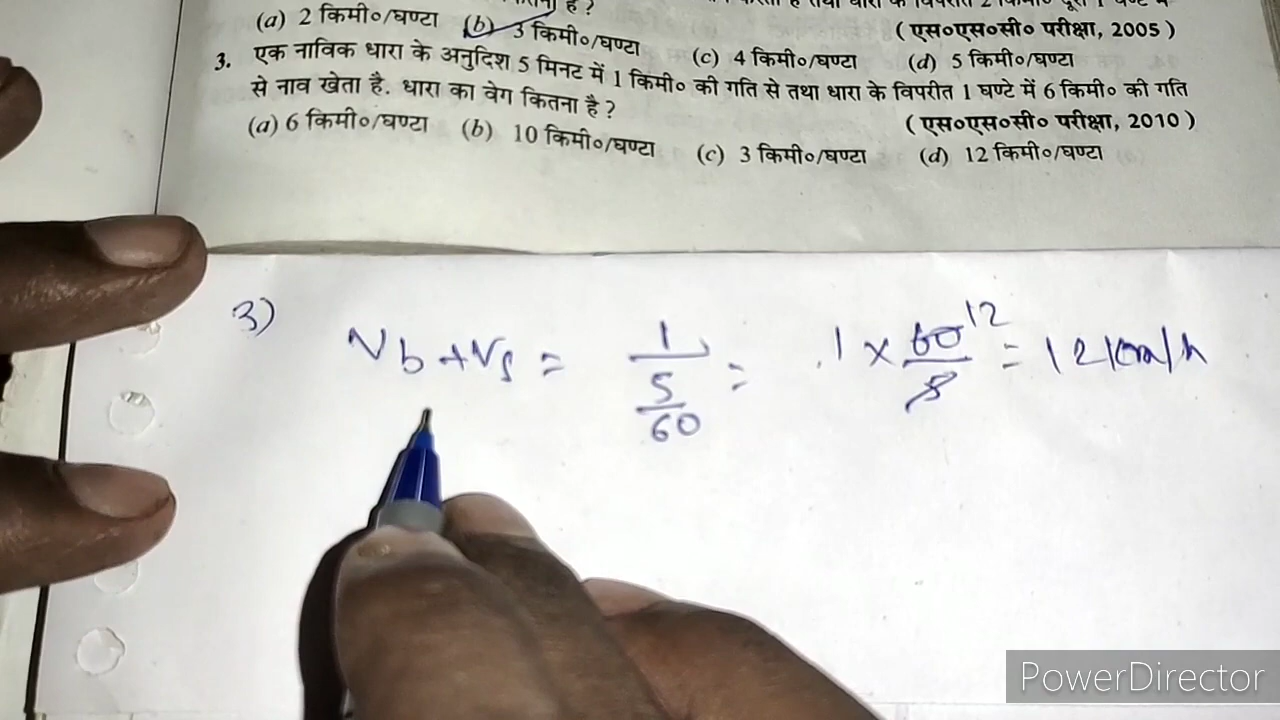 है ?
(a) 2 किमी०/घण्टा (b) 3 किमी०/घण्टा (c) 4 किमी०/घण्टा (d) 5 किमी०/घण्टा
( एस०एस०सी० परीक्षा, 2005 )
3. एक नाविक धारा के अनुदिश 5 मिनट में 1 किमी० की गति से तथा धारा के विपरीत 1 घण्टे में 6 किमी० की गति
से नाव खेता है. धारा का वेग कितना है ?
( एस०एस०सी० परीक्षा, 2010 )
(a) 6 किमी०/घण्टा (b) 10 किमी०/घण्टा (c) 3 किमी०/घण्टा (d) 12 किमी०/घण्टा
3) Vb+Vs = 1/(5/60) = 1 × 60/5 12 = 12 km/h
PowerDirector